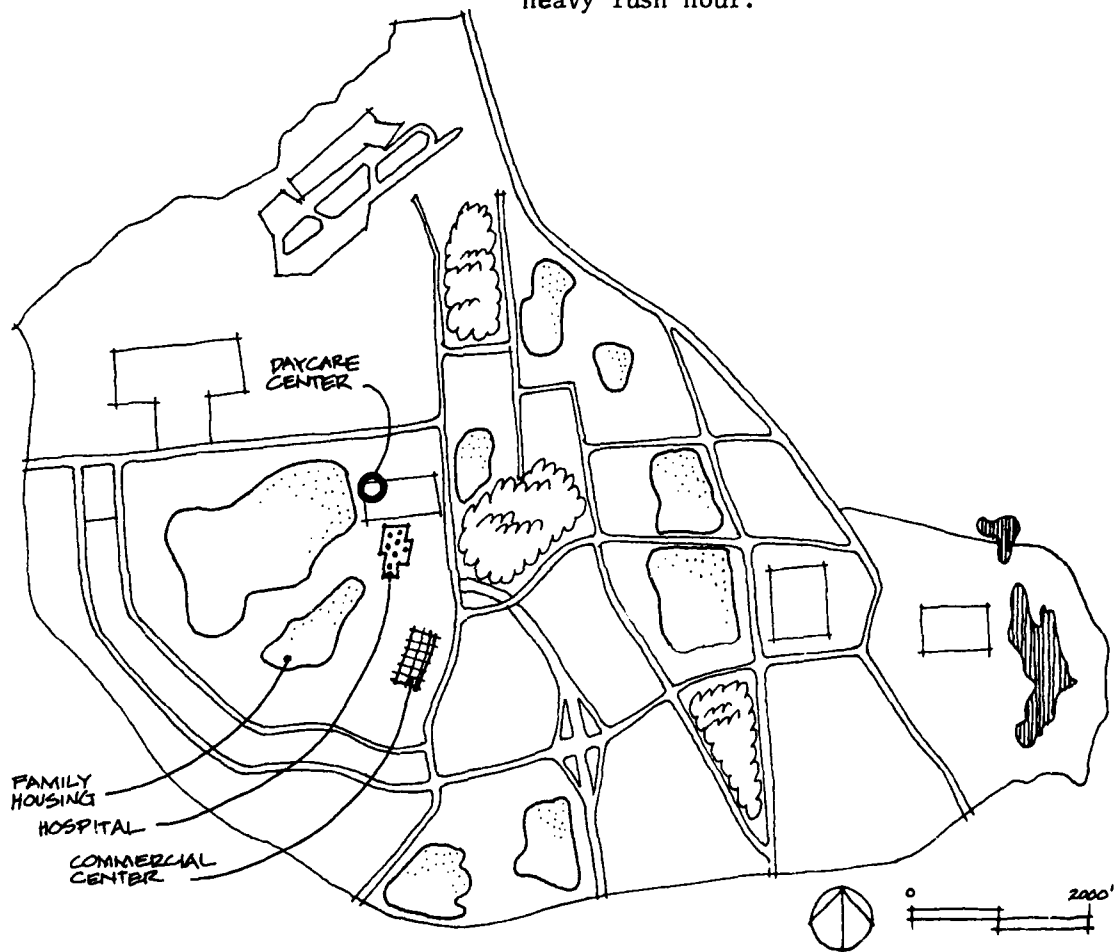 heavy rush hour.
DAYCARE
CENTER
FAMILY
HOUSING
HOSPITAL
COMMERCIAL
CENTER
0 2000'